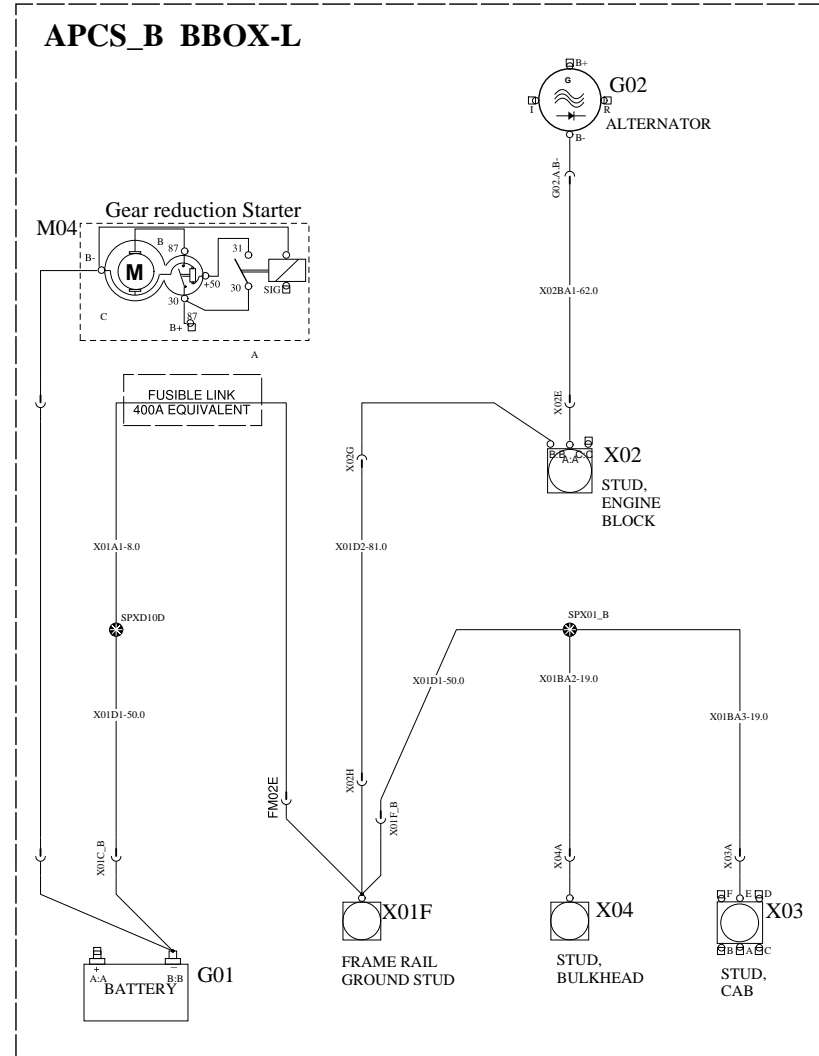 APCS_B BBOX-L
B+
G
G02
I
R
ALTERNATOR
B-
G02.A.B-
Gear reduction Starter
M04
B-
B
87
31
M
+50
30
30
SIG
87
B+
C
A
X02BA1-62.0
FUSIBLE LINK
400A EQUIVALENT
X02E
X02G
B:B
A:A
C:C
X02
STUD,
ENGINE
BLOCK
X01A1-8.0
X01D2-81.0
SPXD10D
SPX01_B
X01D1-50.0
X01BA2-19.0
X01D1-50.0
X01BA3-19.0
FM02E
X02H
X01F_B
X01C_B
X04A
X03A
F
E
D
X01F
X04
X03
B
A
C
FRAME RAIL
GROUND STUD
STUD,
BULKHEAD
STUD,
CAB
+
–
A:A
B:B
BATTERY
G01